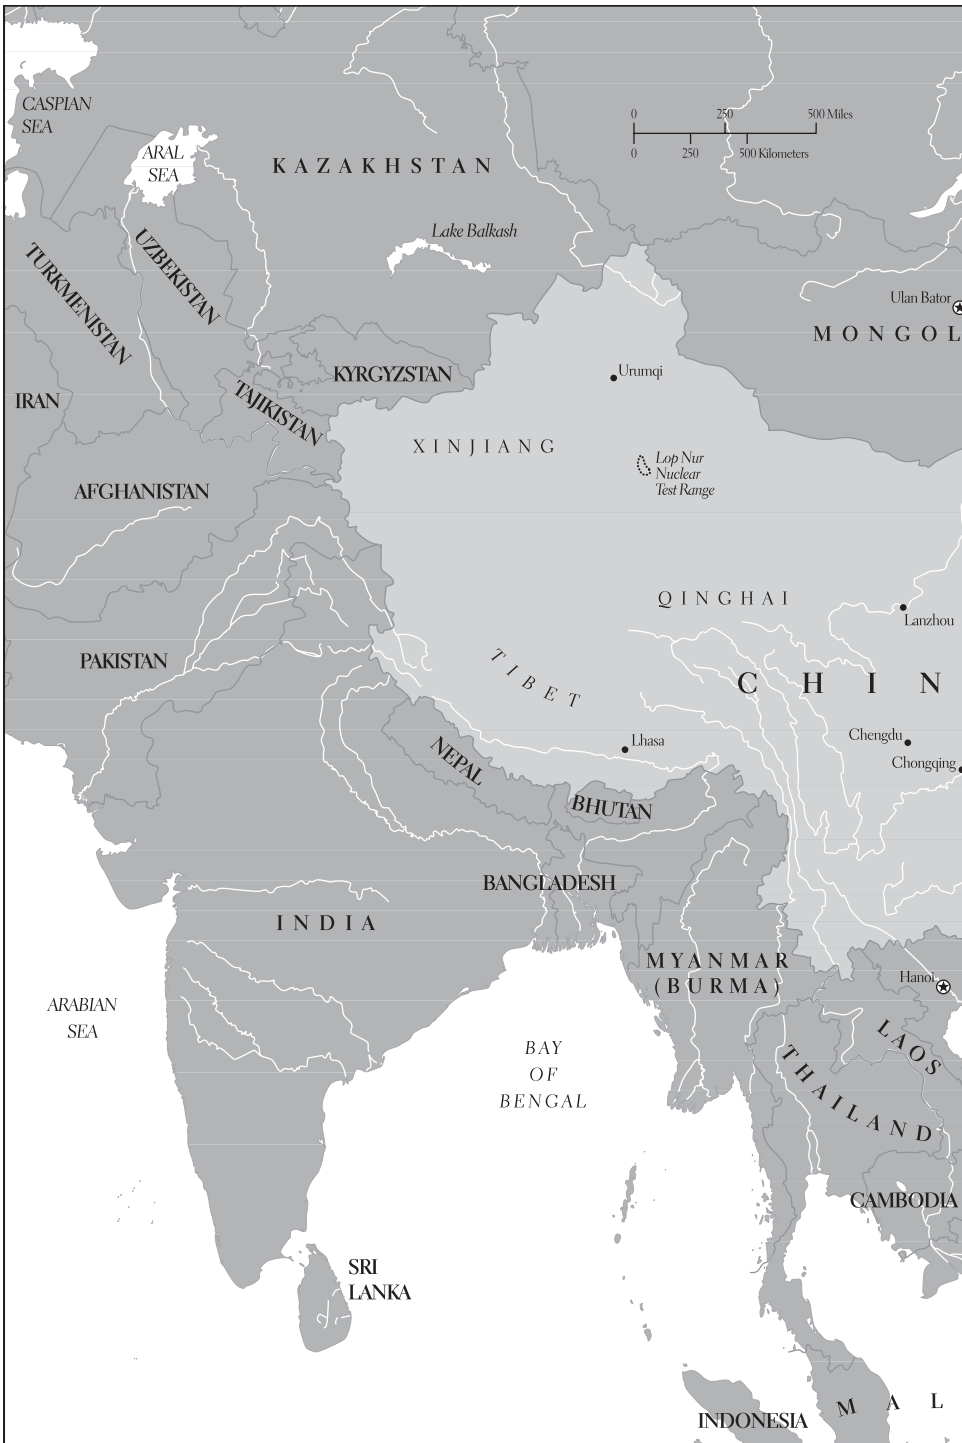 CASPIAN
SEA
ARAL
SEA
KAZAKHSTAN
0 250 500 Miles
0 250 500 Kilometers
Lake Balkash
UZBEKISTAN
TURKMENISTAN
Ulan Bator
MONGOL
KYRGYZSTAN
Urumqi
IRAN
TAJIKISTAN
XINJIANG
Lop Nur
Nuclear
Test Range
AFGHANISTAN
QINGHAI
Lanzhou
PAKISTAN
TIBET
CHIN
Lhasa
Chengdu
Chongqing
NEPAL
BHUTAN
BANGLADESH
INDIA
MYANMAR
(BURMA)
Hanoi
ARABIAN
SEA
BAY
OF
BENGAL
LAOS
THAILAND
CAMBODIA
SRI
LANKA
MAL
INDONESIA